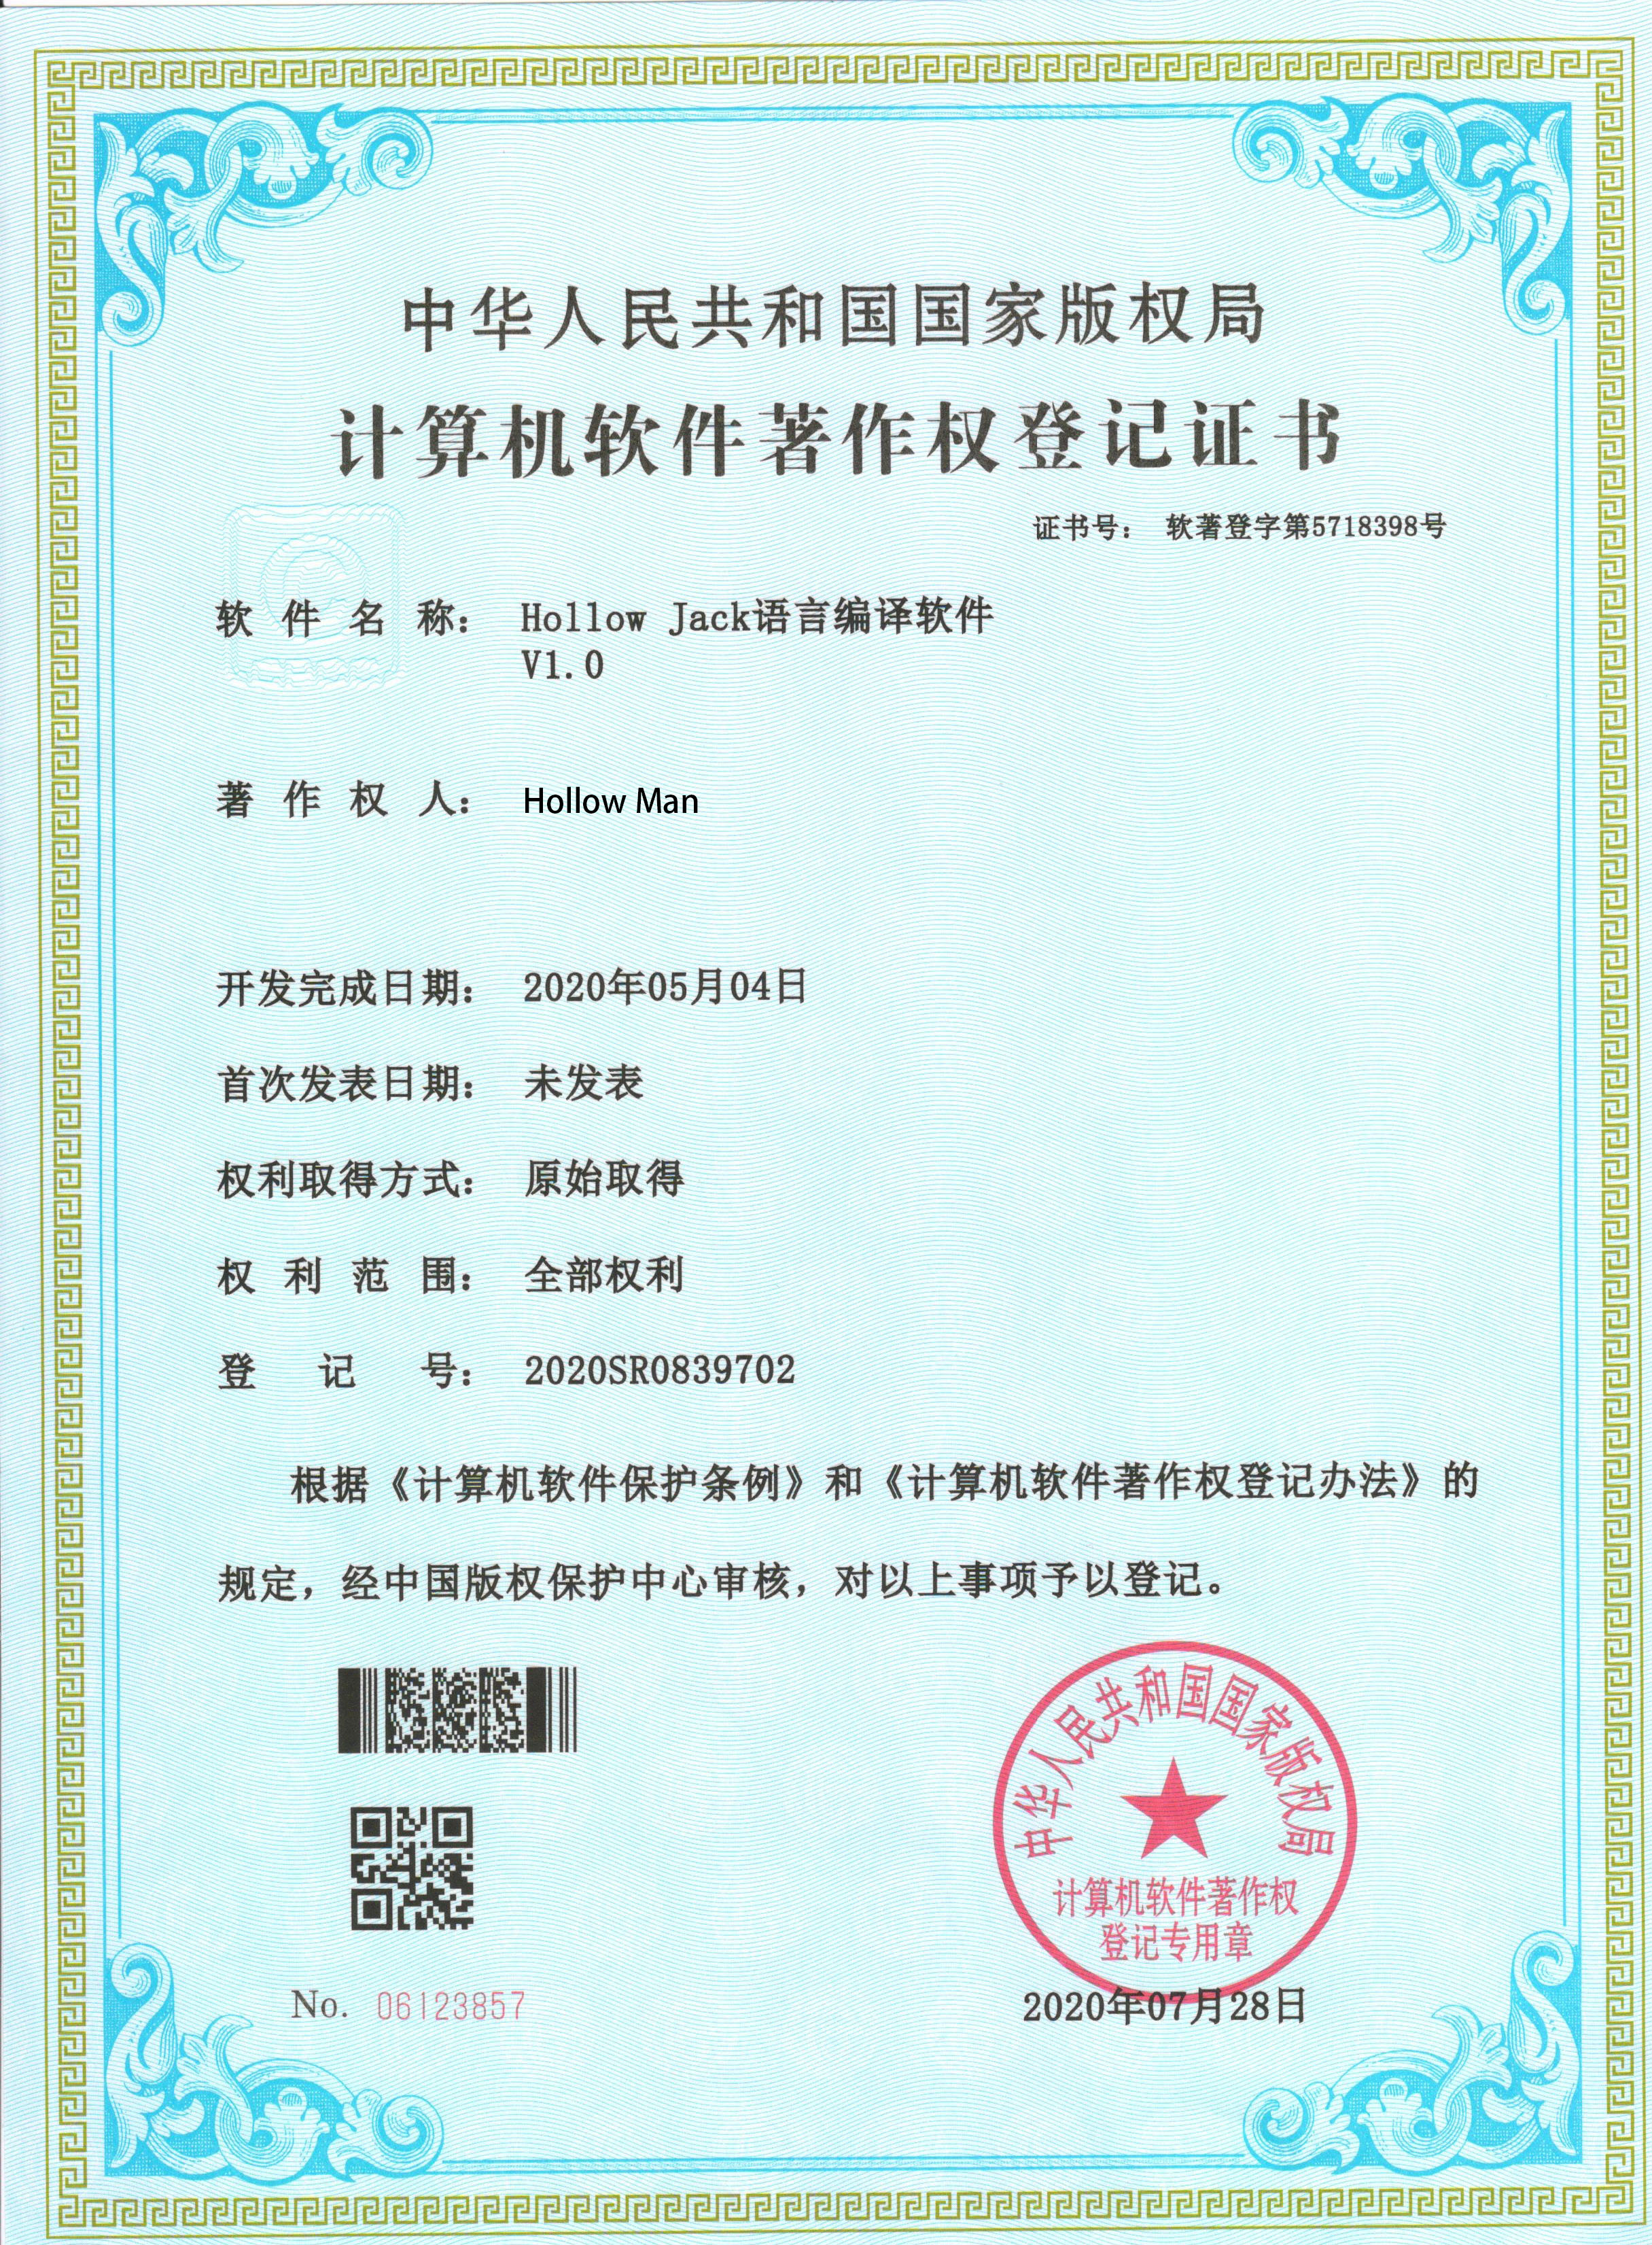 中华人民共和国国家版权局
计算机软件著作权登记证书
证书号： 软著登字第5718398号
软件名称： Hollow Jack语言编译软件
V1.0
著作权人： Hollow Man
开发完成日期： 2020年05月04日
首次发表日期： 未发表
权利取得方式： 原始取得
权利范围： 全部权利
登记号： 2020SR0839702
根据《计算机软件保护条例》和《计算机软件著作权登记办法》的
规定，经中国版权保护中心审核，对以上事项予以登记。
中华人民共和国国家版权局
计算机软件著作权
登记专用章
No. 06123857
2020年07月28日